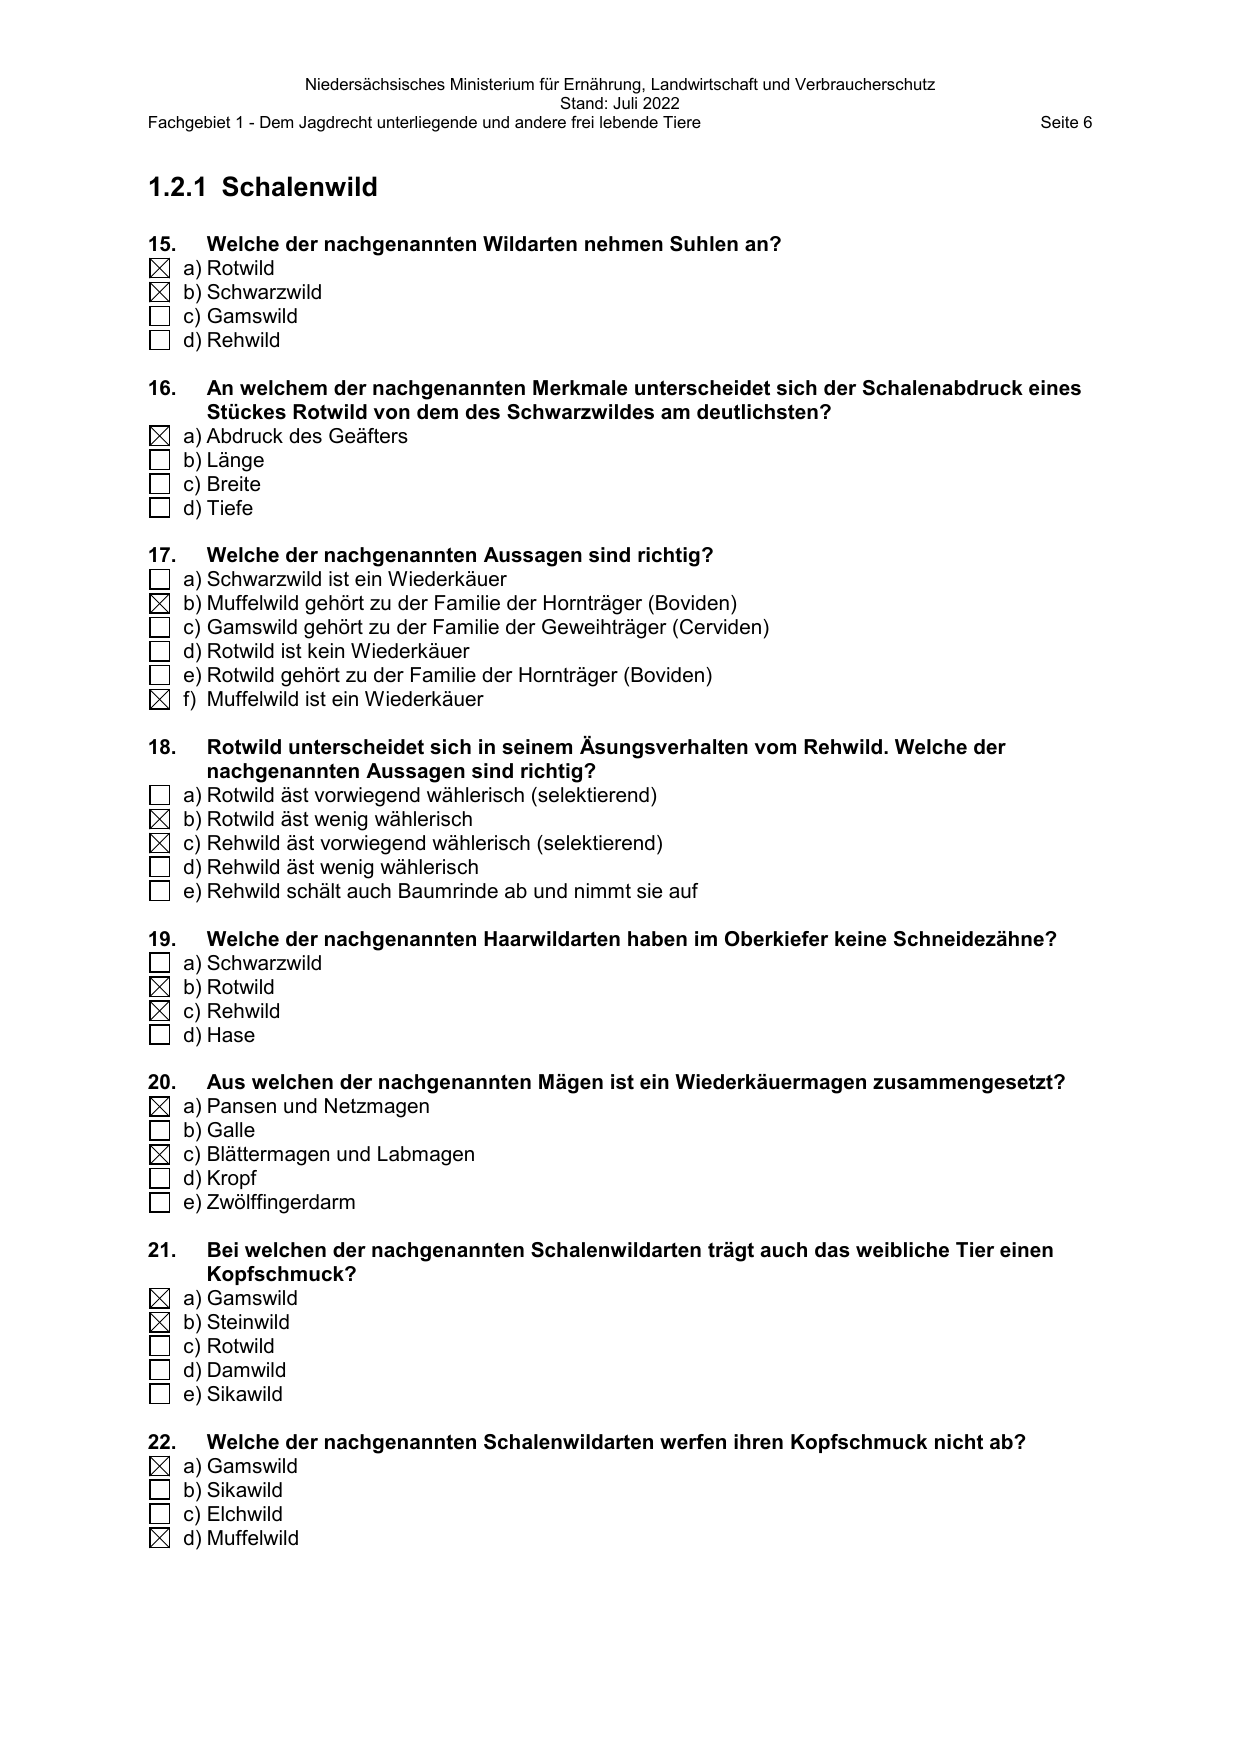 Niedersächsisches Ministerium für Ernährung, Landwirtschaft und Verbraucherschutz
Stand: Juli 2022
Fachgebiet 1 - Dem Jagdrecht unterliegende und andere frei lebende Tiere Seite 6
1.2.1 Schalenwild
15. Welche der nachgenannten Wildarten nehmen Suhlen an?
☒ a) Rotwild
☒ b) Schwarzwild
☐ c) Gamswild
☐ d) Rehwild
16. An welchem der nachgenannten Merkmale unterscheidet sich der Schalenabdruck eines
Stückes Rotwild von dem des Schwarzwildes am deutlichsten?
☒ a) Abdruck des Geäfters
☐ b) Länge
☐ c) Breite
☐ d) Tiefe
17. Welche der nachgenannten Aussagen sind richtig?
☐ a) Schwarzwild ist ein Wiederkäuer
☒ b) Muffelwild gehört zu der Familie der Hornträger (Boviden)
☐ c) Gamswild gehört zu der Familie der Geweihträger (Cerviden)
☐ d) Rotwild ist kein Wiederkäuer
☐ e) Rotwild gehört zu der Familie der Hornträger (Boviden)
☒ f) Muffelwild ist ein Wiederkäuer
18. Rotwild unterscheidet sich in seinem Äsungsverhalten vom Rehwild. Welche der
nachgenannten Aussagen sind richtig?
☐ a) Rotwild äst vorwiegend wählerisch (selektierend)
☒ b) Rotwild äst wenig wählerisch
☒ c) Rehwild äst vorwiegend wählerisch (selektierend)
☐ d) Rehwild äst wenig wählerisch
☐ e) Rehwild schält auch Baumrinde ab und nimmt sie auf
19. Welche der nachgenannten Haarwildarten haben im Oberkiefer keine Schneidezähne?
☐ a) Schwarzwild
☒ b) Rotwild
☒ c) Rehwild
☐ d) Hase
20. Aus welchen der nachgenannten Mägen ist ein Wiederkäuermagen zusammengesetzt?
☒ a) Pansen und Netzmagen
☐ b) Galle
☒ c) Blättermagen und Labmagen
☐ d) Kropf
☐ e) Zwölffingerdarm
21. Bei welchen der nachgenannten Schalenwildarten trägt auch das weibliche Tier einen
Kopfschmuck?
☒ a) Gamswild
☒ b) Steinwild
☐ c) Rotwild
☐ d) Damwild
☐ e) Sikawild
22. Welche der nachgenannten Schalenwildarten werfen ihren Kopfschmuck nicht ab?
☒ a) Gamswild
☐ b) Sikawild
☐ c) Elchwild
☒ d) Muffelwild